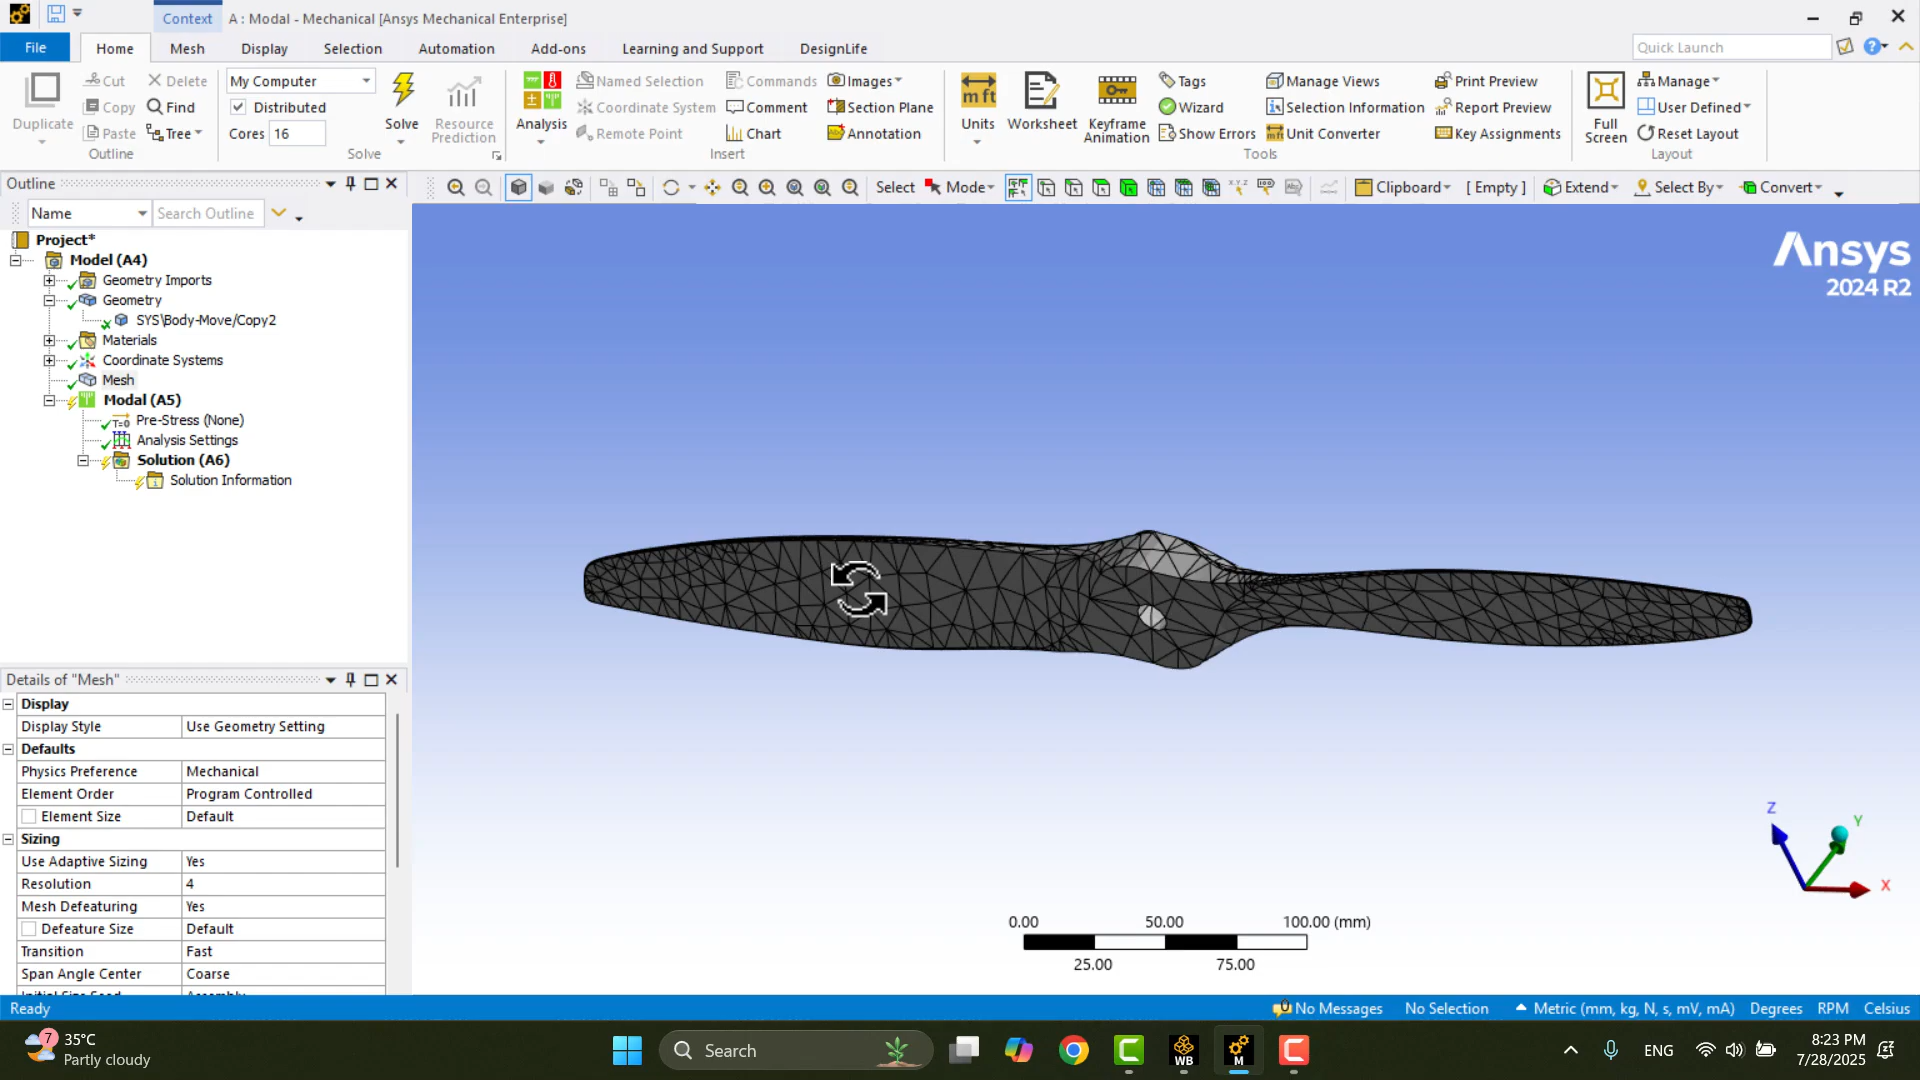 Context
A : Modal - Mechanical [Ansys Mechanical Enterprise]
File
Home
Mesh
Display
Selection
Automation
Add-ons
Learning and Support
DesignLife
Quick Launch
Duplicate
Cut
Copy
Paste
Delete
Find
Tree
Outline
My Computer
Distributed
Cores 16
Solve
Resource
Prediction
Solve
Analysis
Named Selection
Coordinate System
Remote Point
Commands
Comment
Chart
Images
Section Plane
Annotation
Insert
Units
Worksheet
Keyframe
Animation
Tags
Wizard
Show Errors
Manage Views
Selection Information
Unit Converter
Print Preview
Report Preview
Key Assignments
Tools
Full
Screen
Manage
User Defined
Reset Layout
Layout
Outline
Select
Mode
Clipboard
[ Empty ]
Extend
Select By
Convert
Name
Search Outline
Project*
Model (A4)
Geometry Imports
Geometry
SYS\Body-Move/Copy2
Materials
Coordinate Systems
Mesh
Modal (A5)
T=0
Pre-Stress (None)
Analysis Settings
Solution (A6)
Solution Information
Ansys
2024 R2
Details of "Mesh"
Display
Display Style Use Geometry Setting
Defaults
Physics Preference Mechanical
Element Order Program Controlled
Element Size Default
Sizing
Use Adaptive Sizing Yes
Resolution 4
Mesh Defeaturing Yes
Defeature Size Default
Transition Fast
Span Angle Center Coarse
Initial Size Seed Assembly
Z
Y
X
0.00 50.00 100.00 (mm)
25.00 75.00
Ready
No Messages
No Selection
Metric (mm, kg, N, s, mV, mA)
Degrees
RPM
Celsius
7
35°C
Partly cloudy
Search
WB
M
ENG
8:23 PM
7/28/2025